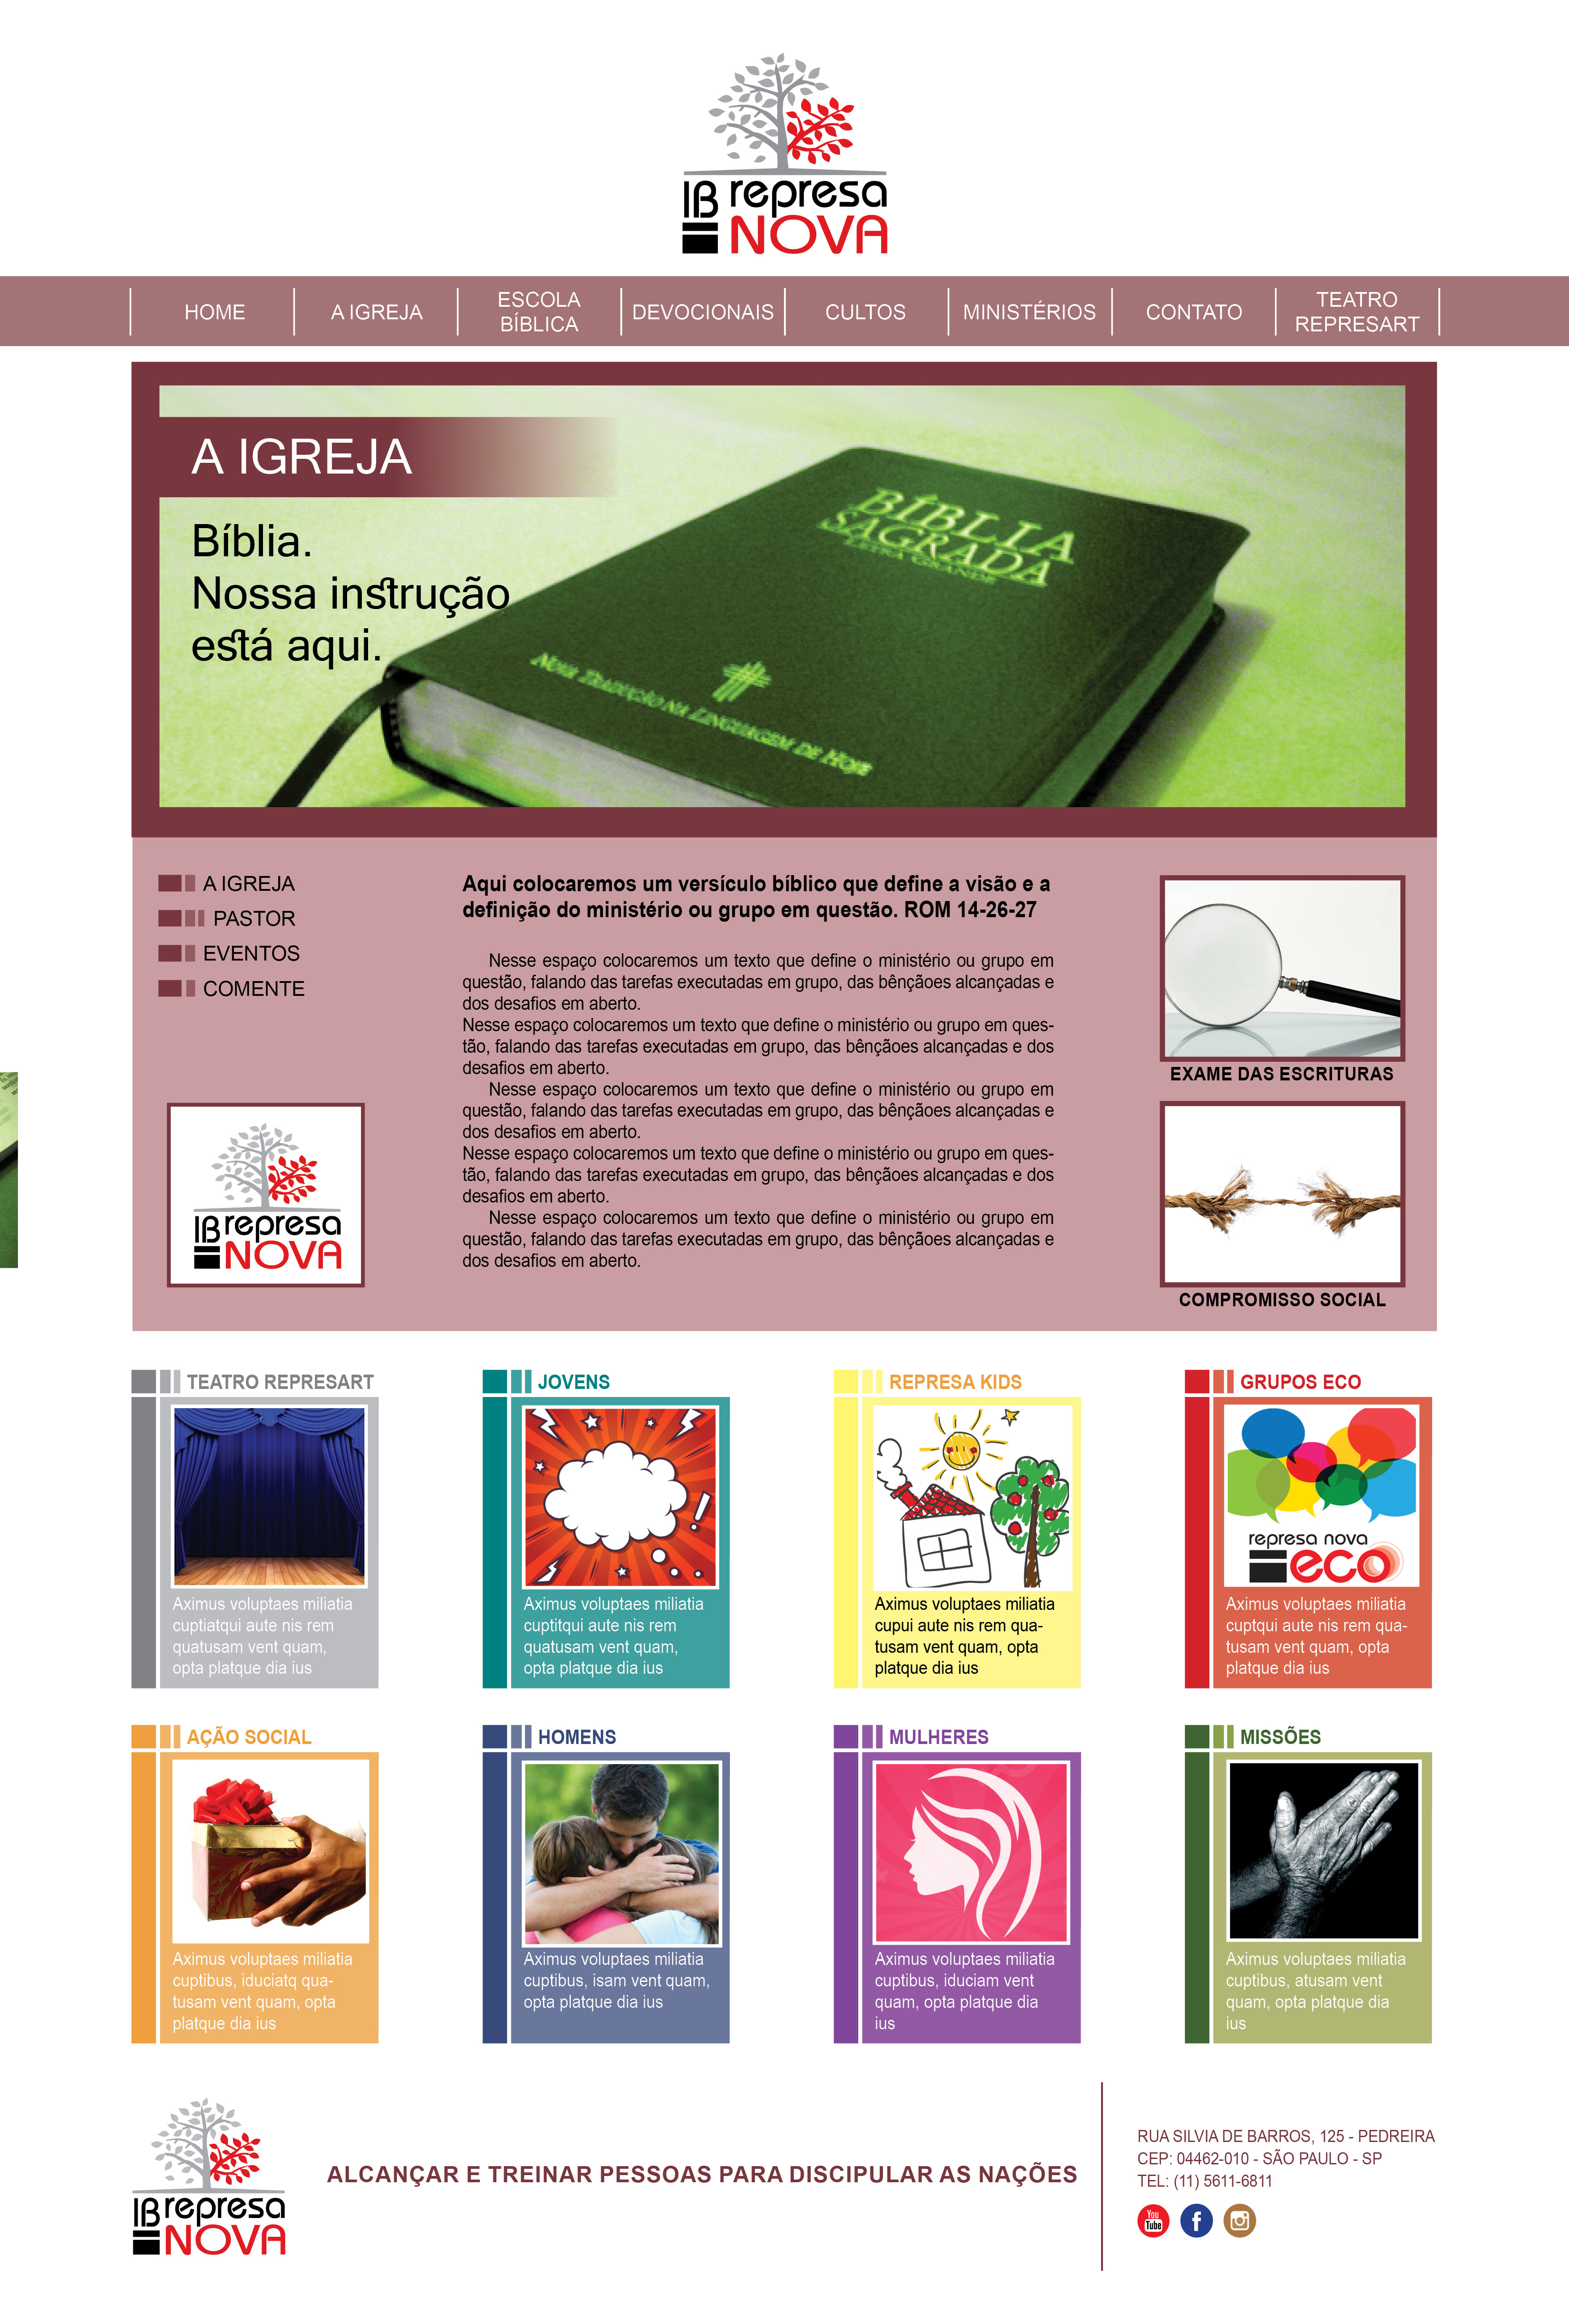 IB represa
NOVA
HOME
A IGREJA
ESCOLA
BÍBLICA
DEVOCIONAIS
CULTOS
MINISTÉRIOS
CONTATO
TEATRO
REPRESART
A IGREJA
Bíblia.
Nossa instrução
está aqui.
BÍBLIA
SAGRADA
LETRA GRANDE
NOVA TRADUÇÃO NA LINGUAGEM DE HOJE
A IGREJA
PASTOR
EVENTOS
COMENTE
IB represa
NOVA
Aqui colocaremos um versículo bíblico que define a visão e a
definição do ministério ou grupo em questão. ROM 14-26-27
Nesse espaço colocaremos um texto que define o ministério ou grupo em
questão, falando das tarefas executadas em grupo, das bênçãoes alcançadas e
dos desafios em aberto.
Nesse espaço colocaremos um texto que define o ministério ou grupo em ques-
tão, falando das tarefas executadas em grupo, das bênçãoes alcançadas e dos
desafios em aberto.
Nesse espaço colocaremos um texto que define o ministério ou grupo em
questão, falando das tarefas executadas em grupo, das bênçãoes alcançadas e
dos desafios em aberto.
Nesse espaço colocaremos um texto que define o ministério ou grupo em ques-
tão, falando das tarefas executadas em grupo, das bênçãoes alcançadas e dos
desafios em aberto.
Nesse espaço colocaremos um texto que define o ministério ou grupo em
questão, falando das tarefas executadas em grupo, das bênçãoes alcançadas e
dos desafios em aberto.
EXAME DAS ESCRITURAS
COMPROMISSO SOCIAL
TEATRO REPRESART
Aximus voluptaes miliatia
cuptiatqui aute nis rem
quatusam vent quam,
opta platque dia ius
JOVENS
Aximus voluptaes miliatia
cuptitqui aute nis rem
quatusam vent quam,
opta platque dia ius
REPRESA KIDS
Aximus voluptaes miliatia
cupui aute nis rem qua-
tusam vent quam, opta
platque dia ius
GRUPOS ECO
represa nova
eco
Aximus voluptaes miliatia
cuptqui aute nis rem qua-
tusam vent quam, opta
platque dia ius
AÇÃO SOCIAL
Aximus voluptaes miliatia
cuptibus, iduciatq qua-
tusam vent quam, opta
platque dia ius
HOMENS
Aximus voluptaes miliatia
cuptibus, isam vent quam,
opta platque dia ius
MULHERES
Aximus voluptaes miliatia
cuptibus, iduciam vent
quam, opta platque dia
ius
MISSÕES
Aximus voluptaes miliatia
cuptibus, atusam vent
quam, opta platque dia
ius
IB represa
NOVA
ALCANÇAR E TREINAR PESSOAS PARA DISCIPULAR AS NAÇÕES
RUA SILVIA DE BARROS, 125 - PEDREIRA
CEP: 04462-010 - SÃO PAULO - SP
TEL: (11) 5611-6811
You
Tube
f